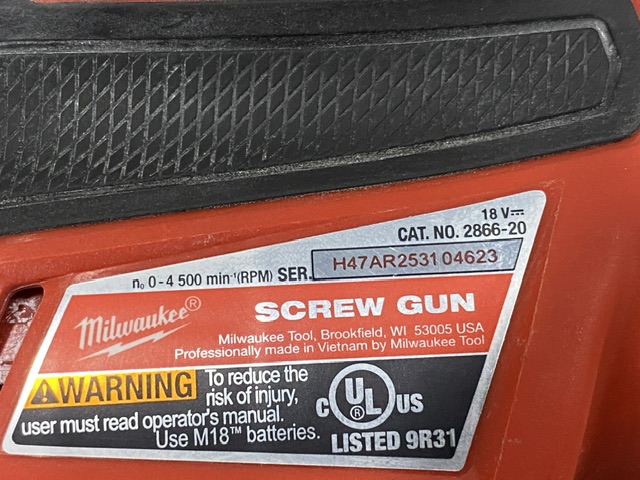 18 V⎓
CAT. NO. 2866-20
n₀ 0-4 500 min⁻¹(RPM) SER. H47AR253104623
Milwaukee®
SCREW GUN
Milwaukee Tool, Brookfield, WI 53005 USA
Professionally made in Vietnam by Milwaukee Tool
⚠WARNING To reduce the
risk of injury,
user must read operator's manual.
Use M18™ batteries.
C UL® US
LISTED 9R31